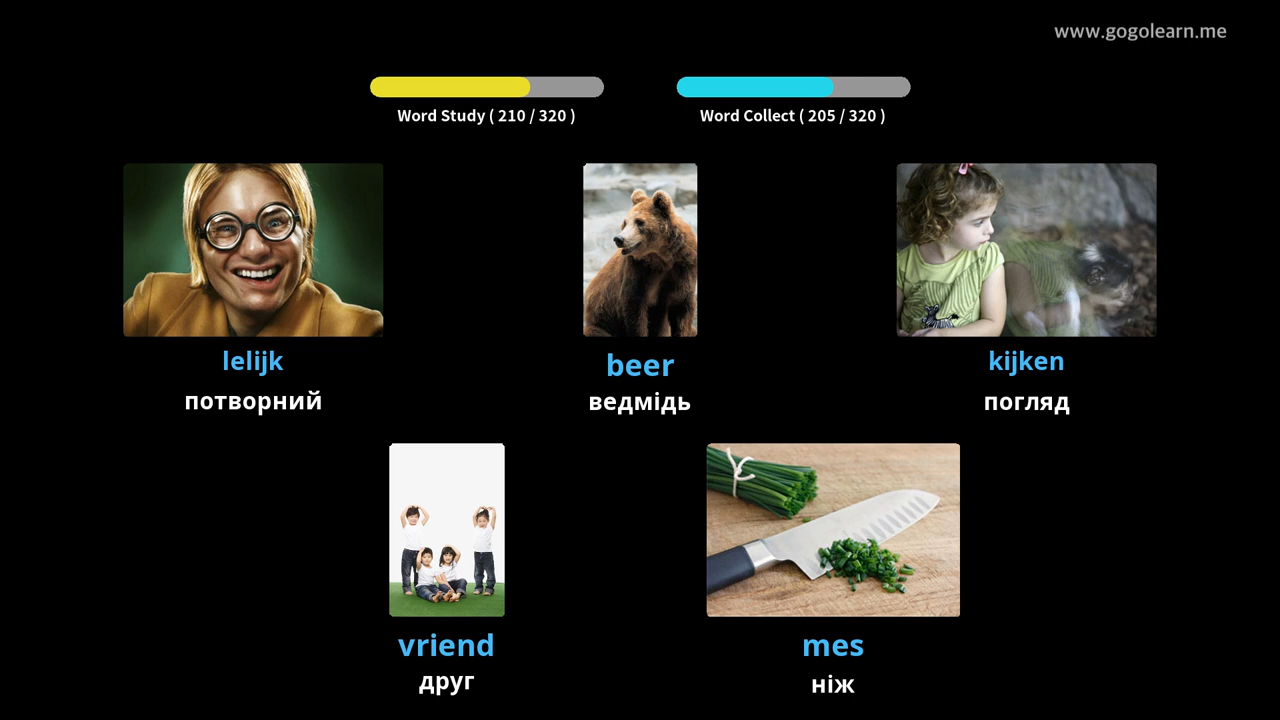 www.gogolearn.me
Word Study ( 210 / 320 )
Word Collect ( 205 / 320 )
lelijk
beer
kijken
потворний
ведмідь
погляд
vriend
mes
друг
ніж